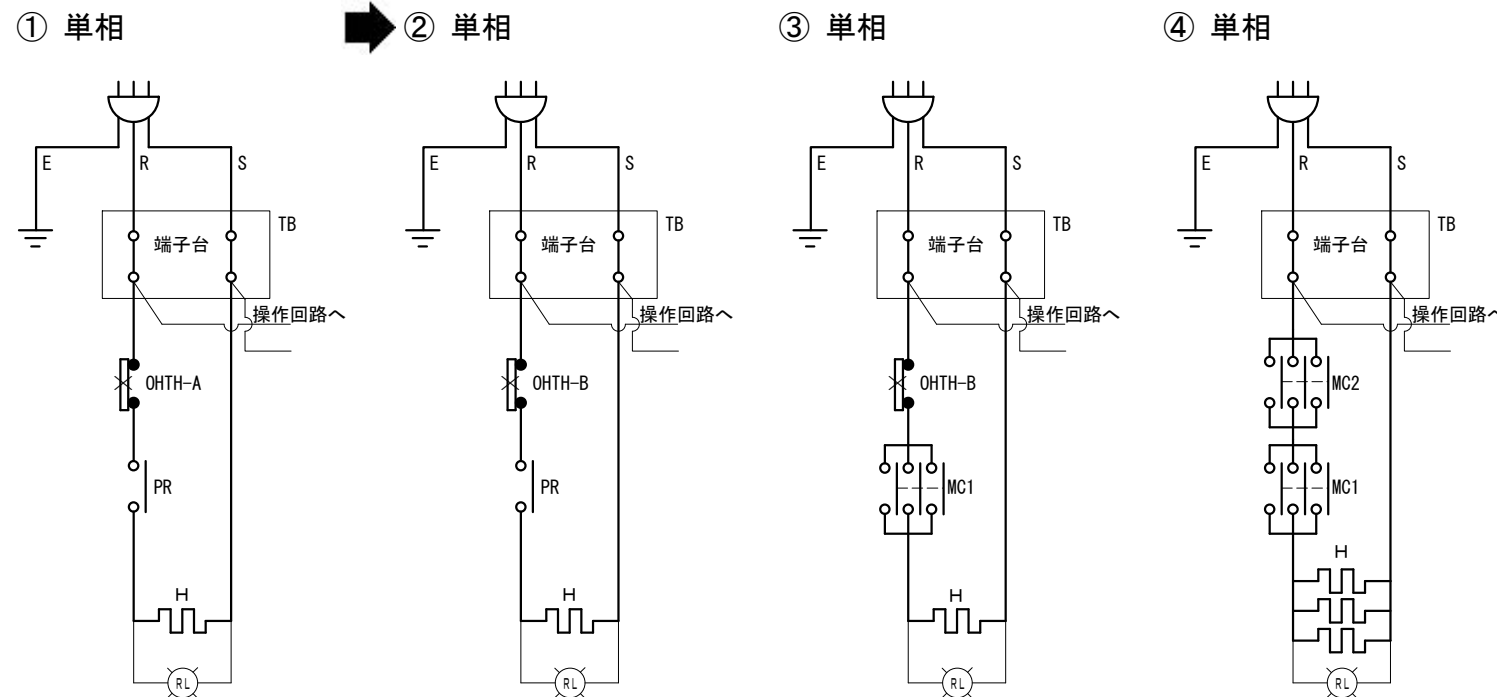 ① 単相
② 単相
③ 単相
④ 単相
E R S
E R S
E R S
E R S
TB
TB
TB
TB
端子台
端子台
端子台
端子台
操作回路へ
操作回路へ
操作回路へ
操作回路へ
OHTH-A
OHTH-B
OHTH-B
MC2
PR
PR
MC1
MC1
H
H
H
H
RL
RL
RL
RL